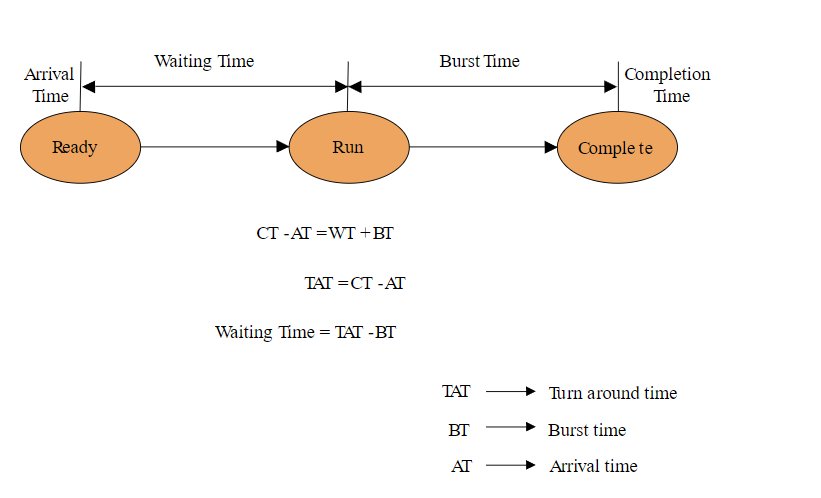 Waiting Time
Burst Time
Arrival
Time
Completion
Time
Ready
Run
Comple te
CT -AT =WT +BT
TAT =CT -AT
Waiting Time = TAT -BT
TAT Turn around time
BT Burst time
AT Arrival time